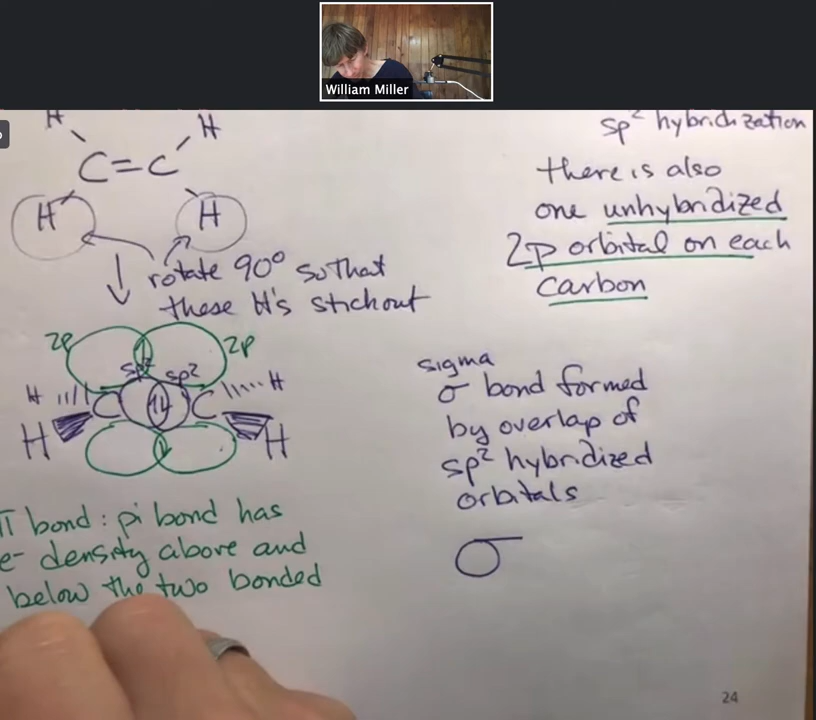 William Miller
H
H
C=C
H
H
rotate 90° so that
these H's stick out
2p
2p
sp²
sp²
H
H
C
C
H
H
π bond: pi bond has
e- density above and
below the two bonded
sp² hybridization
there is also
one unhybridized
2p orbital on each
carbon
sigma
σ bond formed
by overlap of
sp² hybridized
orbitals
σ
24